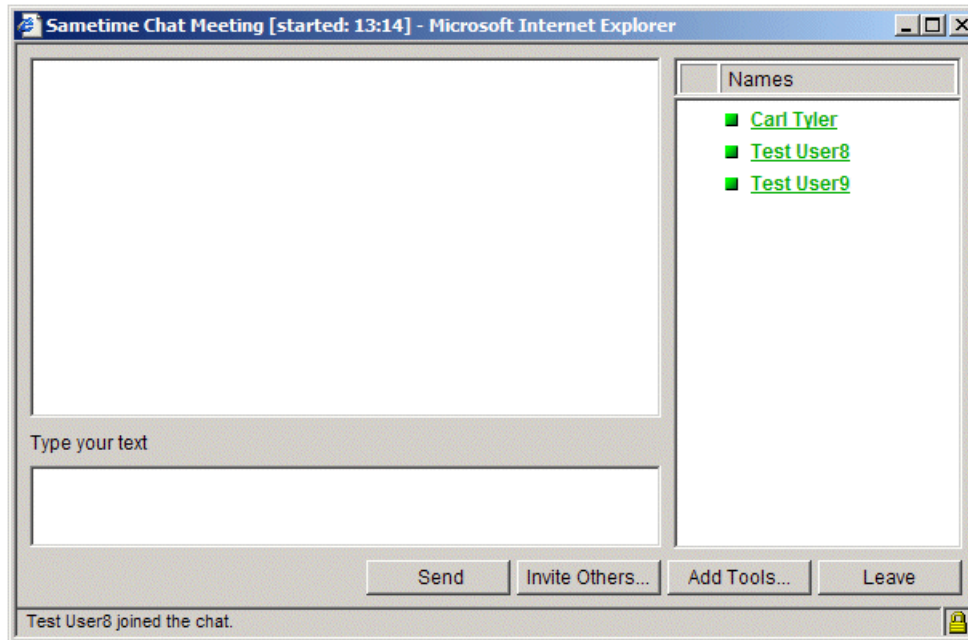 Sametime Chat Meeting [started: 13:14] - Microsoft Internet Explorer
Names
Carl Tyler
Test User8
Test User9
Type your text
Send Invite Others... Add Tools... Leave
Test User8 joined the chat.